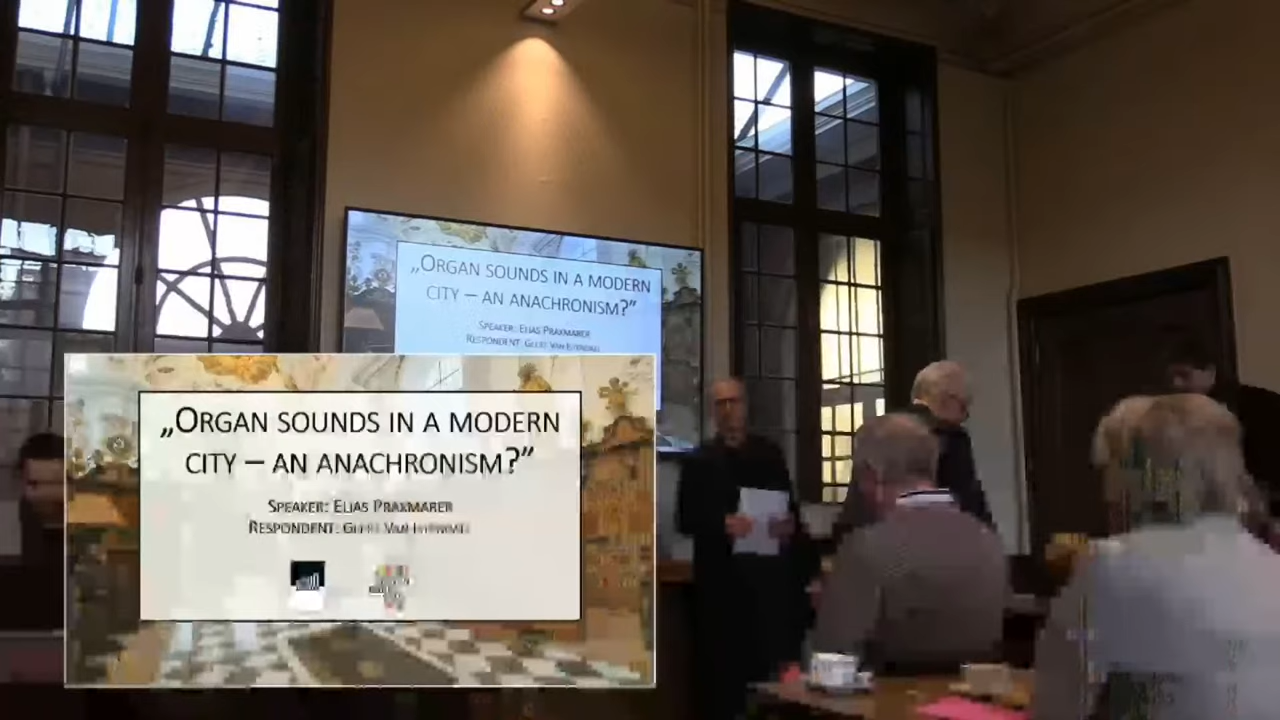 „ORGAN SOUNDS IN A MODERN
CITY – AN ANACHRONISM?”
SPEAKER: ELIAS PRAXMARER
RESPONDENT:
„ORGAN SOUNDS IN A MODERN
CITY – AN ANACHRONISM?”
SPEAKER: ELIAS PRAXMARER
RESPONDENT: